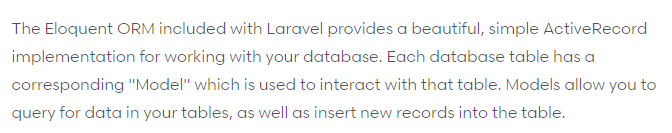 The Eloquent ORM included with Laravel provides a beautiful, simple ActiveRecord
implementation for working with your database. Each database table has a
corresponding "Model" which is used to interact with that table. Models allow you to
query for data in your tables, as well as insert new records into the table.